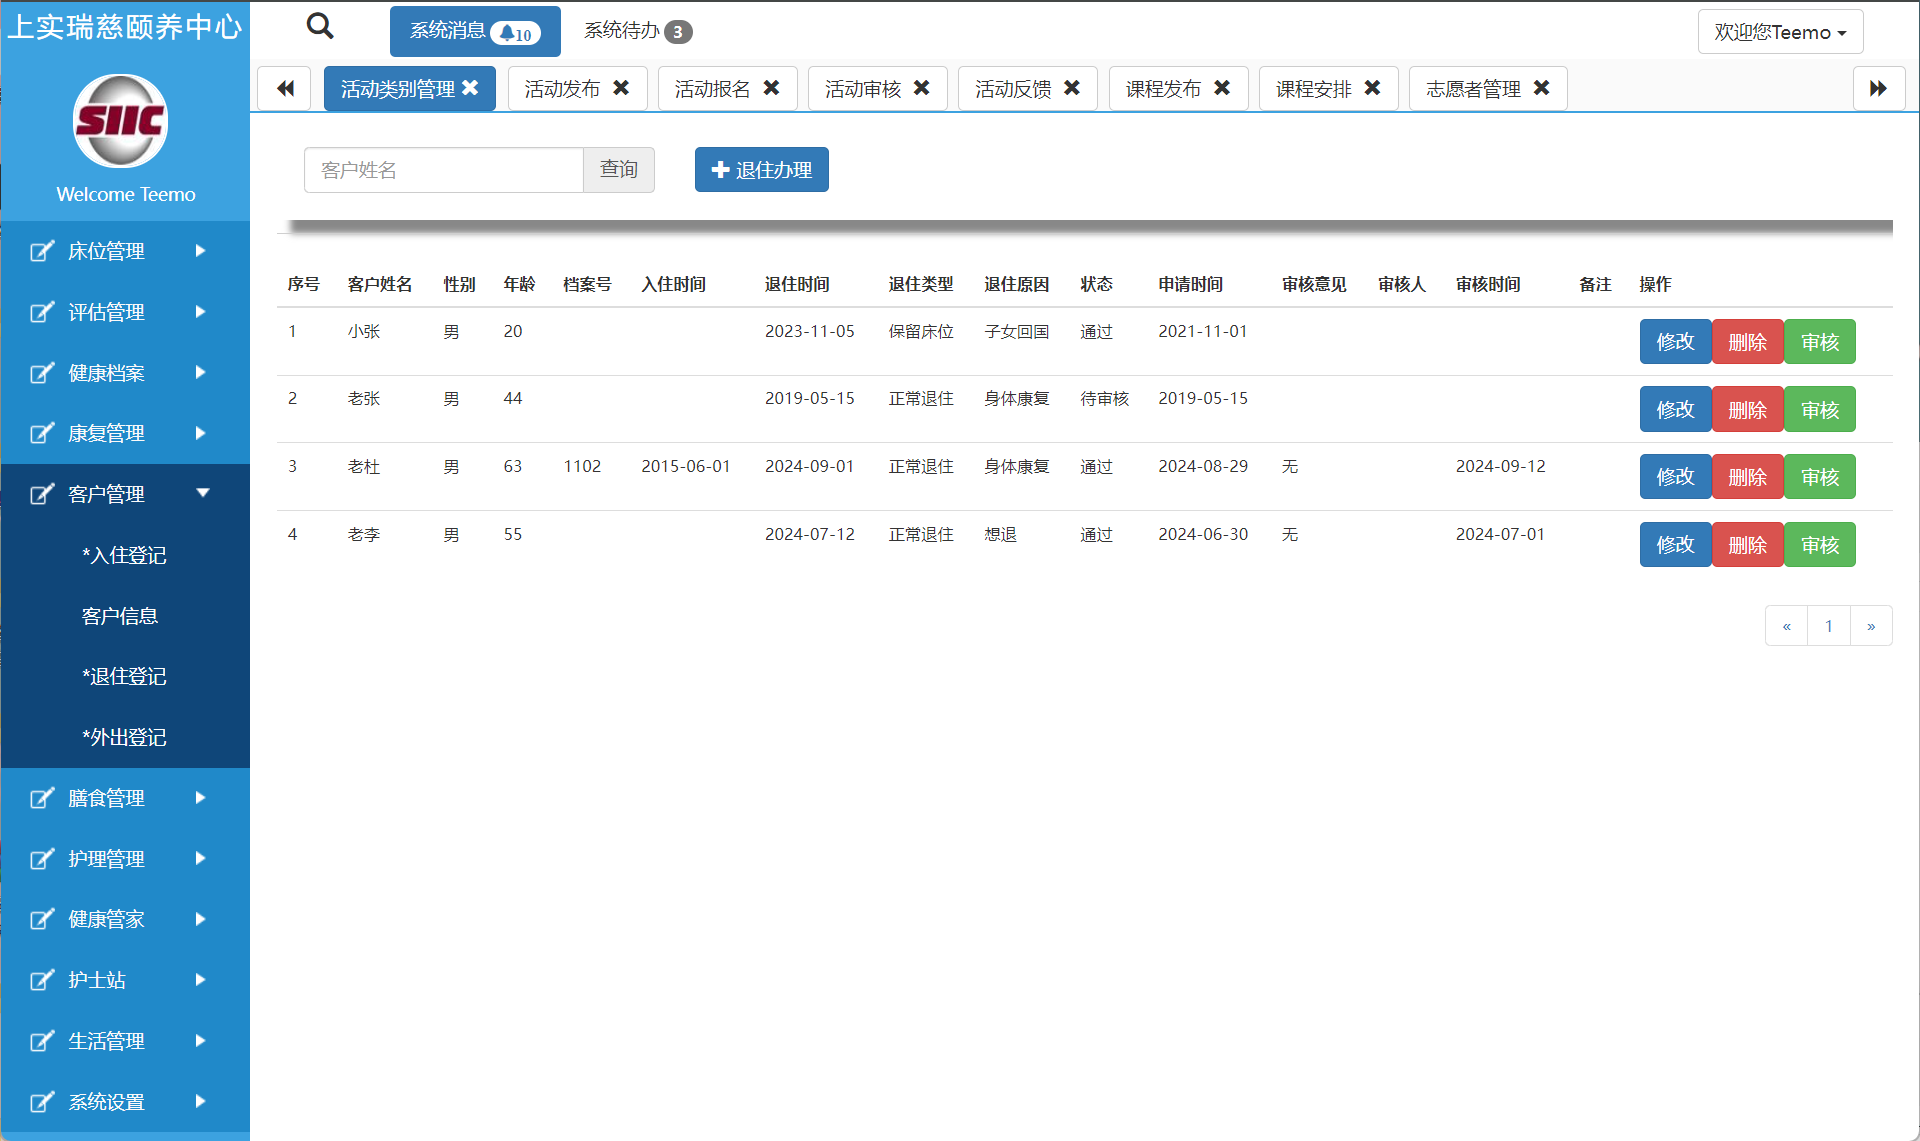 上实瑞慈颐养中心
系统消息 10 系统待办 3 欢迎您Teemo
活动类别管理 活动发布 活动报名 活动审核 活动反馈 课程发布 课程安排 志愿者管理
SIIC
Welcome Teemo
客户姓名 查询 退住办理
床位管理
评估管理
健康档案
康复管理
客户管理
*入住登记
客户信息
*退住登记
*外出登记
膳食管理
护理管理
健康管家
护士站
生活管理
系统设置
序号 客户姓名 性别 年龄 档案号 入住时间 退住时间 退住类型 退住原因 状态 申请时间 审核意见 审核人 审核时间 备注 操作
1 小张 男 20 2023-11-05 保留床位 子女回国 通过 2021-11-01 修改 删除 审核
2 老张 男 44 2019-05-15 正常退住 身体康复 待审核 2019-05-15 修改 删除 审核
3 老杜 男 63 1102 2015-06-01 2024-09-01 正常退住 身体康复 通过 2024-08-29 无 2024-09-12 修改 删除 审核
4 老李 男 55 2024-07-12 正常退住 想退 通过 2024-06-30 无 2024-07-01 修改 删除 审核
« 1 »